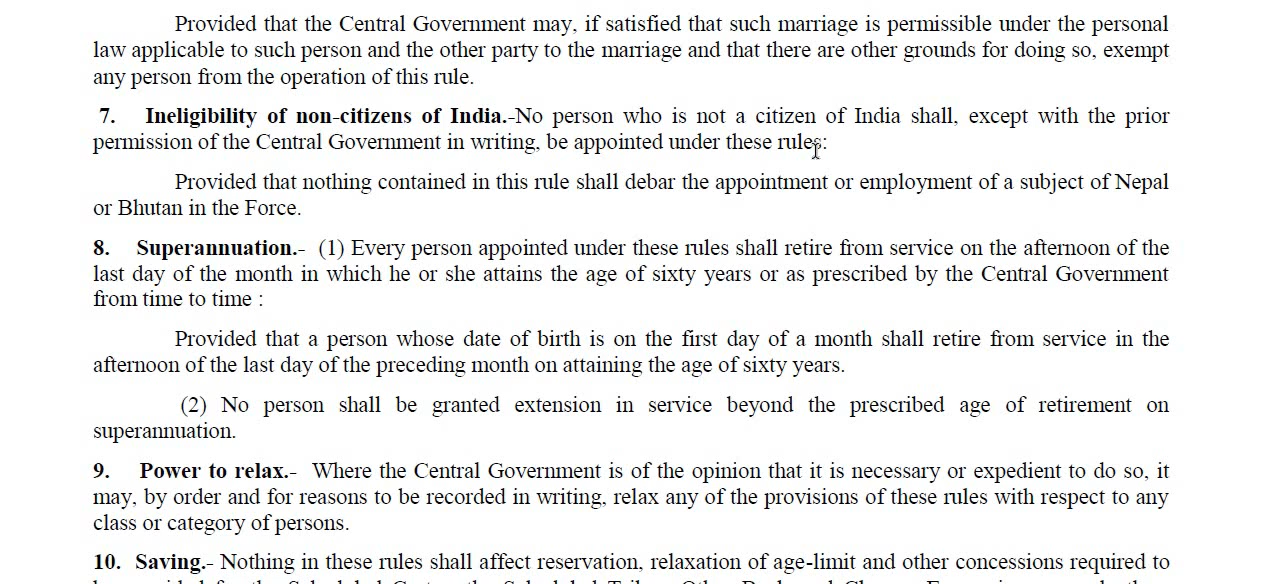 Provided that the Central Government may, if satisfied that such marriage is permissible under the personal
law applicable to such person and the other party to the marriage and that there are other grounds for doing so, exempt
any person from the operation of this rule.
7. Ineligibility of non-citizens of India.-No person who is not a citizen of India shall, except with the prior
permission of the Central Government in writing, be appointed under these rules:
Provided that nothing contained in this rule shall debar the appointment or employment of a subject of Nepal
or Bhutan in the Force.
8. Superannuation.- (1) Every person appointed under these rules shall retire from service on the afternoon of the
last day of the month in which he or she attains the age of sixty years or as prescribed by the Central Government
from time to time :
Provided that a person whose date of birth is on the first day of a month shall retire from service in the
afternoon of the last day of the preceding month on attaining the age of sixty years.
(2) No person shall be granted extension in service beyond the prescribed age of retirement on
superannuation.
9. Power to relax.- Where the Central Government is of the opinion that it is necessary or expedient to do so, it
may, by order and for reasons to be recorded in writing, relax any of the provisions of these rules with respect to any
class or category of persons.
10. Saving.- Nothing in these rules shall affect reservation, relaxation of age-limit and other concessions required to